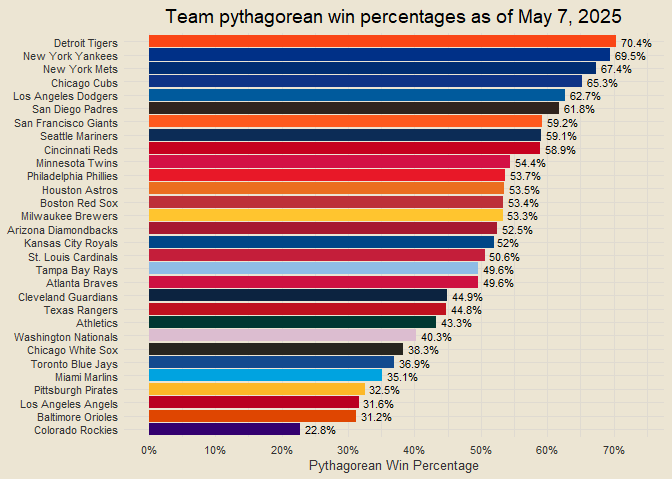 Team pythagorean win percentages as of May 7, 2025
Detroit Tigers 70.4%
New York Yankees 69.5%
New York Mets 67.4%
Chicago Cubs 65.3%
Los Angeles Dodgers 62.7%
San Diego Padres 61.8%
San Francisco Giants 59.2%
Seattle Mariners 59.1%
Cincinnati Reds 58.9%
Minnesota Twins 54.4%
Philadelphia Phillies 53.7%
Houston Astros 53.5%
Boston Red Sox 53.4%
Milwaukee Brewers 53.3%
Arizona Diamondbacks 52.5%
Kansas City Royals 52%
St. Louis Cardinals 50.6%
Tampa Bay Rays 49.6%
Atlanta Braves 49.6%
Cleveland Guardians 44.9%
Texas Rangers 44.8%
Athletics 43.3%
Washington Nationals 40.3%
Chicago White Sox 38.3%
Toronto Blue Jays 36.9%
Miami Marlins 35.1%
Pittsburgh Pirates 32.5%
Los Angeles Angels 31.6%
Baltimore Orioles 31.2%
Colorado Rockies 22.8%
0% 10% 20% 30% 40% 50% 60% 70%
Pythagorean Win Percentage